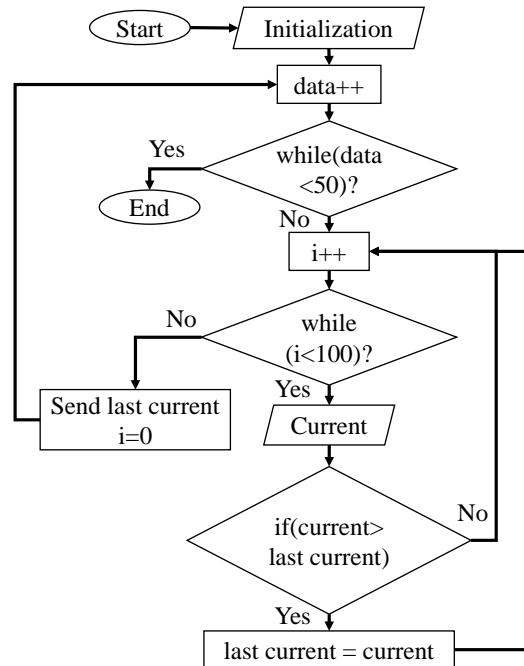 Start
Initialization
data++
Yes
while(data
<50)?
End
No
i++
No
while
(i<100)?
Yes
Send last current
i=0
Current
if(current>
last current)
No
Yes
last current = current